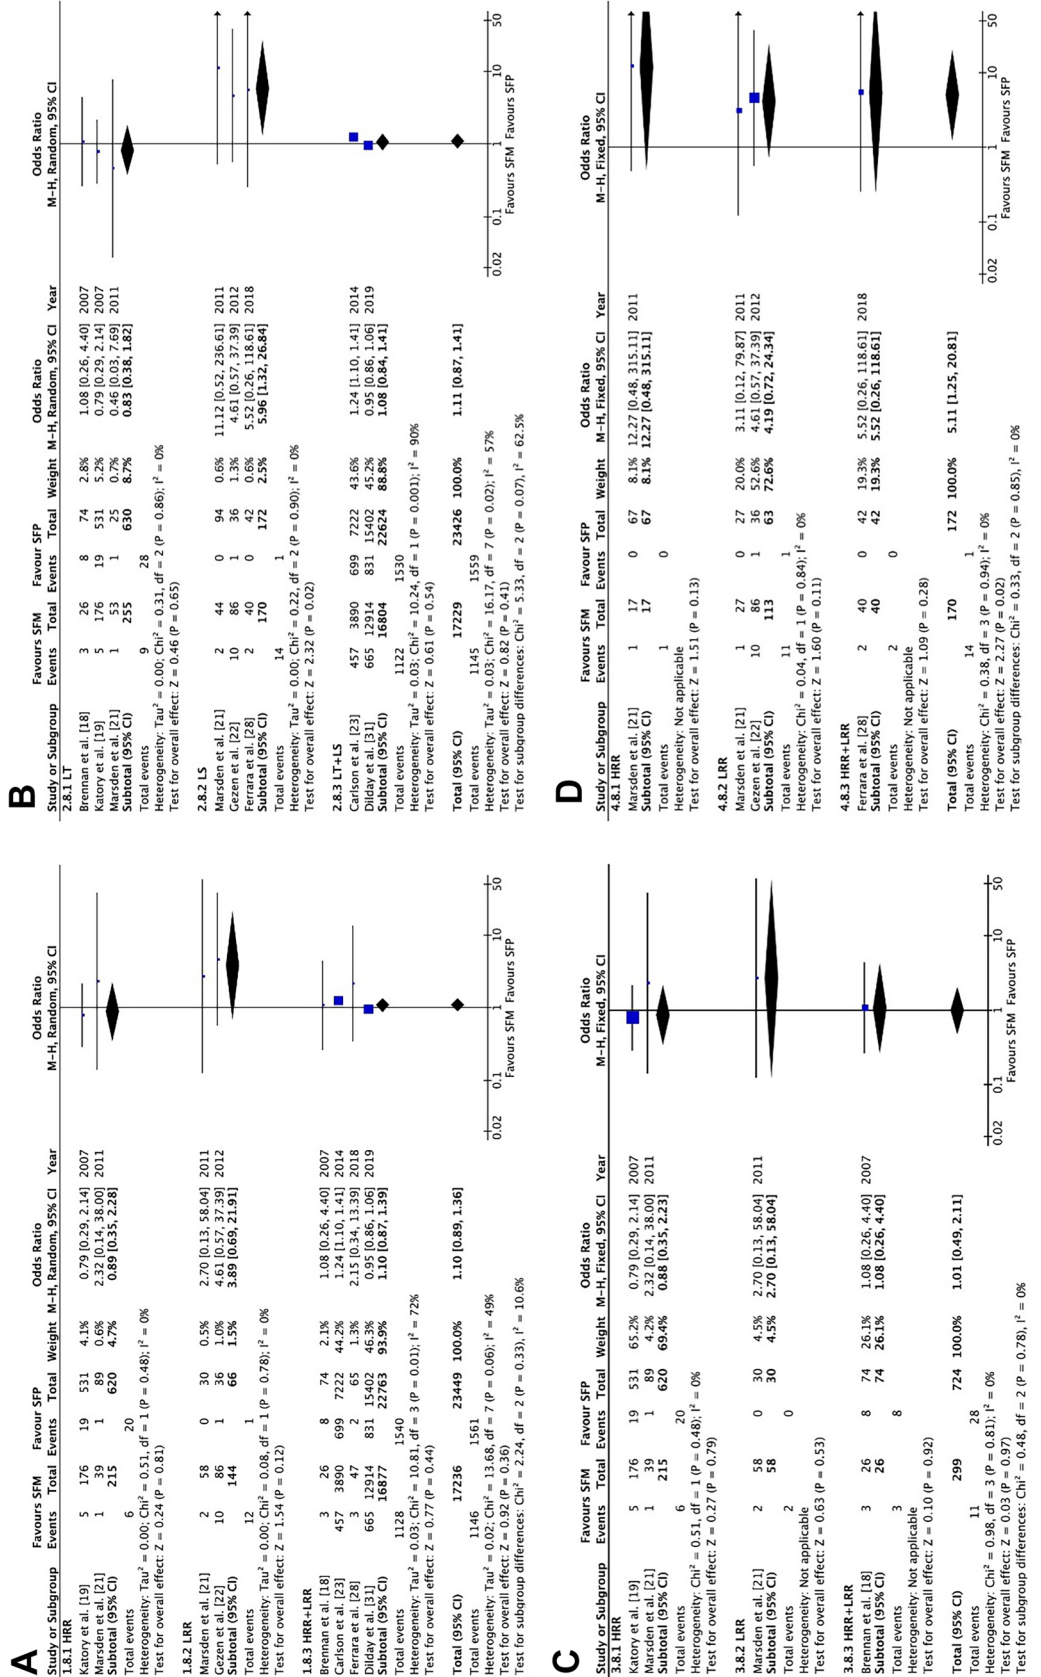 A
Favours SFM Favour SFP Odds Ratio Odds Ratio
Study or Subgroup Events Total Events Total Weight M-H, Random, 95% CI Year M-H, Random, 95% CI
1.8.1 HRR
Katory et al. [19] 5 176 19 531 4.1% 0.79 [0.29, 2.14] 2007
Marsden et al. [21] 1 39 1 89 0.6% 2.32 [0.14, 38.00] 2011
Subtotal (95% CI) 215 620 4.7% 0.89 [0.35, 2.28]
Total events 6 20
Heterogeneity: Tau² = 0.00; Chi² = 0.51, df = 1 (P = 0.48); I² = 0%
Test for overall effect: Z = 0.24 (P = 0.81)
1.8.2 LRR
Marsden et al. [21] 2 58 0 30 0.5% 2.70 [0.13, 58.04] 2011
Gezen et al. [22] 10 86 1 36 1.0% 4.61 [0.57, 37.39] 2012
Subtotal (95% CI) 144 66 1.5% 3.89 [0.69, 21.91]
Total events 12 1
Heterogeneity: Tau² = 0.00; Chi² = 0.08, df = 1 (P = 0.78); I² = 0%
Test for overall effect: Z = 1.54 (P = 0.12)
1.8.3 HRR+LRR
Brennan et al. [18] 3 26 8 74 2.1% 1.08 [0.26, 4.40] 2007
Carlson et al. [23] 457 3890 699 7222 44.2% 1.24 [1.10, 1.41] 2014
Ferrara et al. [28] 3 47 2 65 1.3% 2.15 [0.34, 13.39] 2018
Dilday et al. [31] 665 12914 831 15402 46.3% 0.95 [0.86, 1.06] 2019
Subtotal (95% CI) 16877 22763 93.9% 1.10 [0.87, 1.39]
Total events 1128 1540
Heterogeneity: Tau² = 0.03; Chi² = 10.81, df = 3 (P = 0.01); I² = 72%
Test for overall effect: Z = 0.77 (P = 0.44)
Total (95% CI) 17236 23449 100.0% 1.10 [0.89, 1.36]
Total events 1146 1561
Heterogeneity: Tau² = 0.02; Chi² = 13.68, df = 7 (P = 0.06); I² = 49%
Test for overall effect: Z = 0.92 (P = 0.36)
Test for subgroup differences: Chi² = 2.24, df = 2 (P = 0.33), I² = 10.6%
0.02 0.1 1 10 50
Favours SFM Favours SFP
B
Favours SFM Favour SFP Odds Ratio Odds Ratio
Study or Subgroup Events Total Events Total Weight M-H, Random, 95% CI Year M-H, Random, 95% CI
2.8.1 LT
Brennan et al. [18] 3 26 8 74 2.8% 1.08 [0.26, 4.40] 2007
Katory et al. [19] 5 176 19 531 5.2% 0.79 [0.29, 2.14] 2007
Marsden et al. [21] 1 53 1 25 0.7% 0.46 [0.03, 7.69] 2011
Subtotal (95% CI) 255 630 8.7% 0.83 [0.38, 1.82]
Total events 9 28
Heterogeneity: Tau² = 0.00; Chi² = 0.31, df = 2 (P = 0.86); I² = 0%
Test for overall effect: Z = 0.46 (P = 0.65)
2.8.2 LS
Marsden et al. [21] 2 44 0 94 0.6% 11.12 [0.52, 236.61] 2011
Gezen et al. [22] 10 86 1 36 1.3% 4.61 [0.57, 37.39] 2012
Ferrara et al. [28] 2 40 0 42 0.6% 5.52 [0.26, 118.61] 2018
Subtotal (95% CI) 170 172 2.5% 5.96 [1.32, 26.84]
Total events 14 1
Heterogeneity: Tau² = 0.00; Chi² = 0.22, df = 2 (P = 0.90); I² = 0%
Test for overall effect: Z = 2.32 (P = 0.02)
2.8.3 LT+LS
Carlson et al. [23] 457 3890 699 7222 43.6% 1.24 [1.10, 1.41] 2014
Dilday et al. [31] 665 12914 831 15402 45.2% 0.95 [0.86, 1.06] 2019
Subtotal (95% CI) 16804 22624 88.8% 1.08 [0.84, 1.41]
Total events 1122 1530
Heterogeneity: Tau² = 0.03; Chi² = 10.24, df = 1 (P = 0.001); I² = 90%
Test for overall effect: Z = 0.61 (P = 0.54)
Total (95% CI) 17229 23426 100.0% 1.11 [0.87, 1.41]
Total events 1145 1559
Heterogeneity: Tau² = 0.03; Chi² = 16.17, df = 7 (P = 0.02); I² = 57%
Test for overall effect: Z = 0.82 (P = 0.41)
Test for subgroup differences: Chi² = 5.33, df = 2 (P = 0.07), I² = 62.5%
0.02 0.1 1 10 50
Favours SFM Favours SFP
C
Favours SFM Favour SFP Odds Ratio Odds Ratio
Study or Subgroup Events Total Events Total Weight M-H, Fixed, 95% CI Year M-H, Fixed, 95% CI
3.8.1 HRR
Katory et al. [19] 5 176 19 531 65.2% 0.79 [0.29, 2.14] 2007
Marsden et al. [21] 1 39 1 89 4.2% 2.32 [0.14, 38.00] 2011
Subtotal (95% CI) 215 620 69.4% 0.88 [0.35, 2.23]
Total events 6 20
Heterogeneity: Chi² = 0.51, df = 1 (P = 0.48); I² = 0%
Test for overall effect: Z = 0.27 (P = 0.79)
3.8.2 LRR
Marsden et al. [21] 2 58 0 30 4.5% 2.70 [0.13, 58.04] 2011
Subtotal (95% CI) 58 30 4.5% 2.70 [0.13, 58.04]
Total events 2 0
Heterogeneity: Not applicable
Test for overall effect: Z = 0.63 (P = 0.53)
3.8.3 HRR+LRR
Brennan et al. [18] 3 26 8 74 26.1% 1.08 [0.26, 4.40] 2007
Subtotal (95% CI) 26 74 26.1% 1.08 [0.26, 4.40]
Total events 3 8
Heterogeneity: Not applicable
Test for overall effect: Z = 0.10 (P = 0.92)
Total (95% CI) 299 724 100.0% 1.01 [0.49, 2.11]
Total events 11 28
Heterogeneity: Chi² = 0.98, df = 3 (P = 0.81); I² = 0%
Test for overall effect: Z = 0.03 (P = 0.97)
Test for subgroup differences: Chi² = 0.48, df = 2 (P = 0.78), I² = 0%
0.02 0.1 1 10 50
Favours SFM Favours SFP
D
Favours SFM Favour SFP Odds Ratio Odds Ratio
Study or Subgroup Events Total Events Total Weight M-H, Fixed, 95% CI Year M-H, Fixed, 95% CI
4.8.1 HRR
Marsden et al. [21] 1 17 0 67 8.1% 12.27 [0.48, 315.11] 2011
Subtotal (95% CI) 17 67 8.1% 12.27 [0.48, 315.11]
Total events 1 0
Heterogeneity: Not applicable
Test for overall effect: Z = 1.51 (P = 0.13)
4.8.2 LRR
Marsden et al. [21] 1 27 0 27 20.0% 3.11 [0.12, 79.87] 2011
Gezen et al. [22] 10 86 1 36 52.6% 4.61 [0.57, 37.39] 2012
Subtotal (95% CI) 113 63 72.6% 4.19 [0.72, 24.34]
Total events 11 1
Heterogeneity: Chi² = 0.04, df = 1 (P = 0.84); I² = 0%
Test for overall effect: Z = 1.60 (P = 0.11)
4.8.3 HRR+LRR
Ferrara et al. [28] 2 40 0 42 19.3% 5.52 [0.26, 118.61] 2018
Subtotal (95% CI) 40 42 19.3% 5.52 [0.26, 118.61]
Total events 2 0
Heterogeneity: Not applicable
Test for overall effect: Z = 1.09 (P = 0.28)
Total (95% CI) 170 172 100.0% 5.11 [1.25, 20.81]
Total events 14 1
Heterogeneity: Chi² = 0.38, df = 3 (P = 0.94); I² = 0%
Test for overall effect: Z = 2.27 (P = 0.02)
Test for subgroup differences: Chi² = 0.33, df = 2 (P = 0.85), I² = 0%
0.02 0.1 1 10 50
Favours SFM Favours SFP